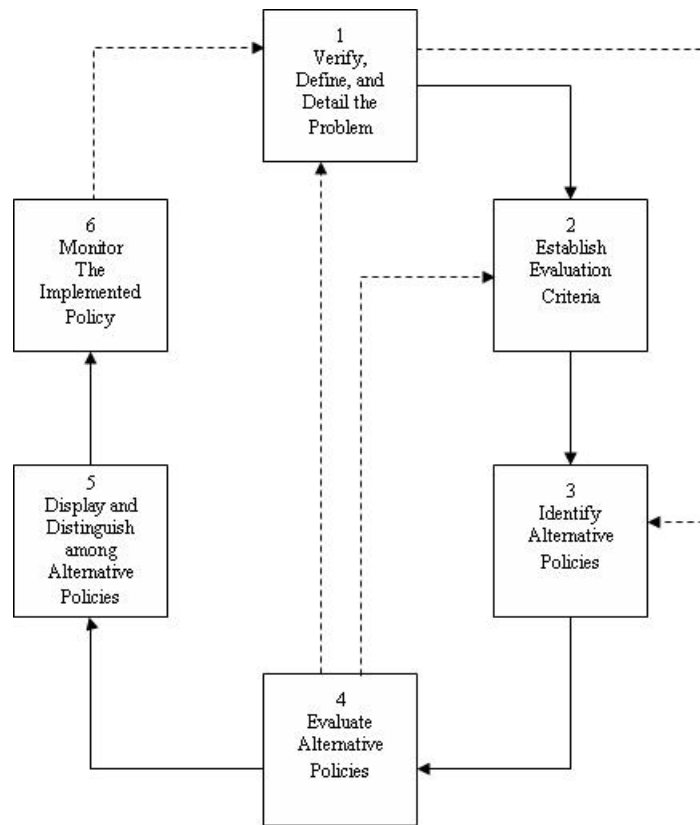 1
Verify,
Define, and
Detail the
Problem
2
Establish
Evaluation
Criteria
3
Identify
Alternative
Policies
4
Evaluate
Alternative
Policies
5
Display and
Distinguish
among
Alternative
Policies
6
Monitor
The
Implemented
Policy